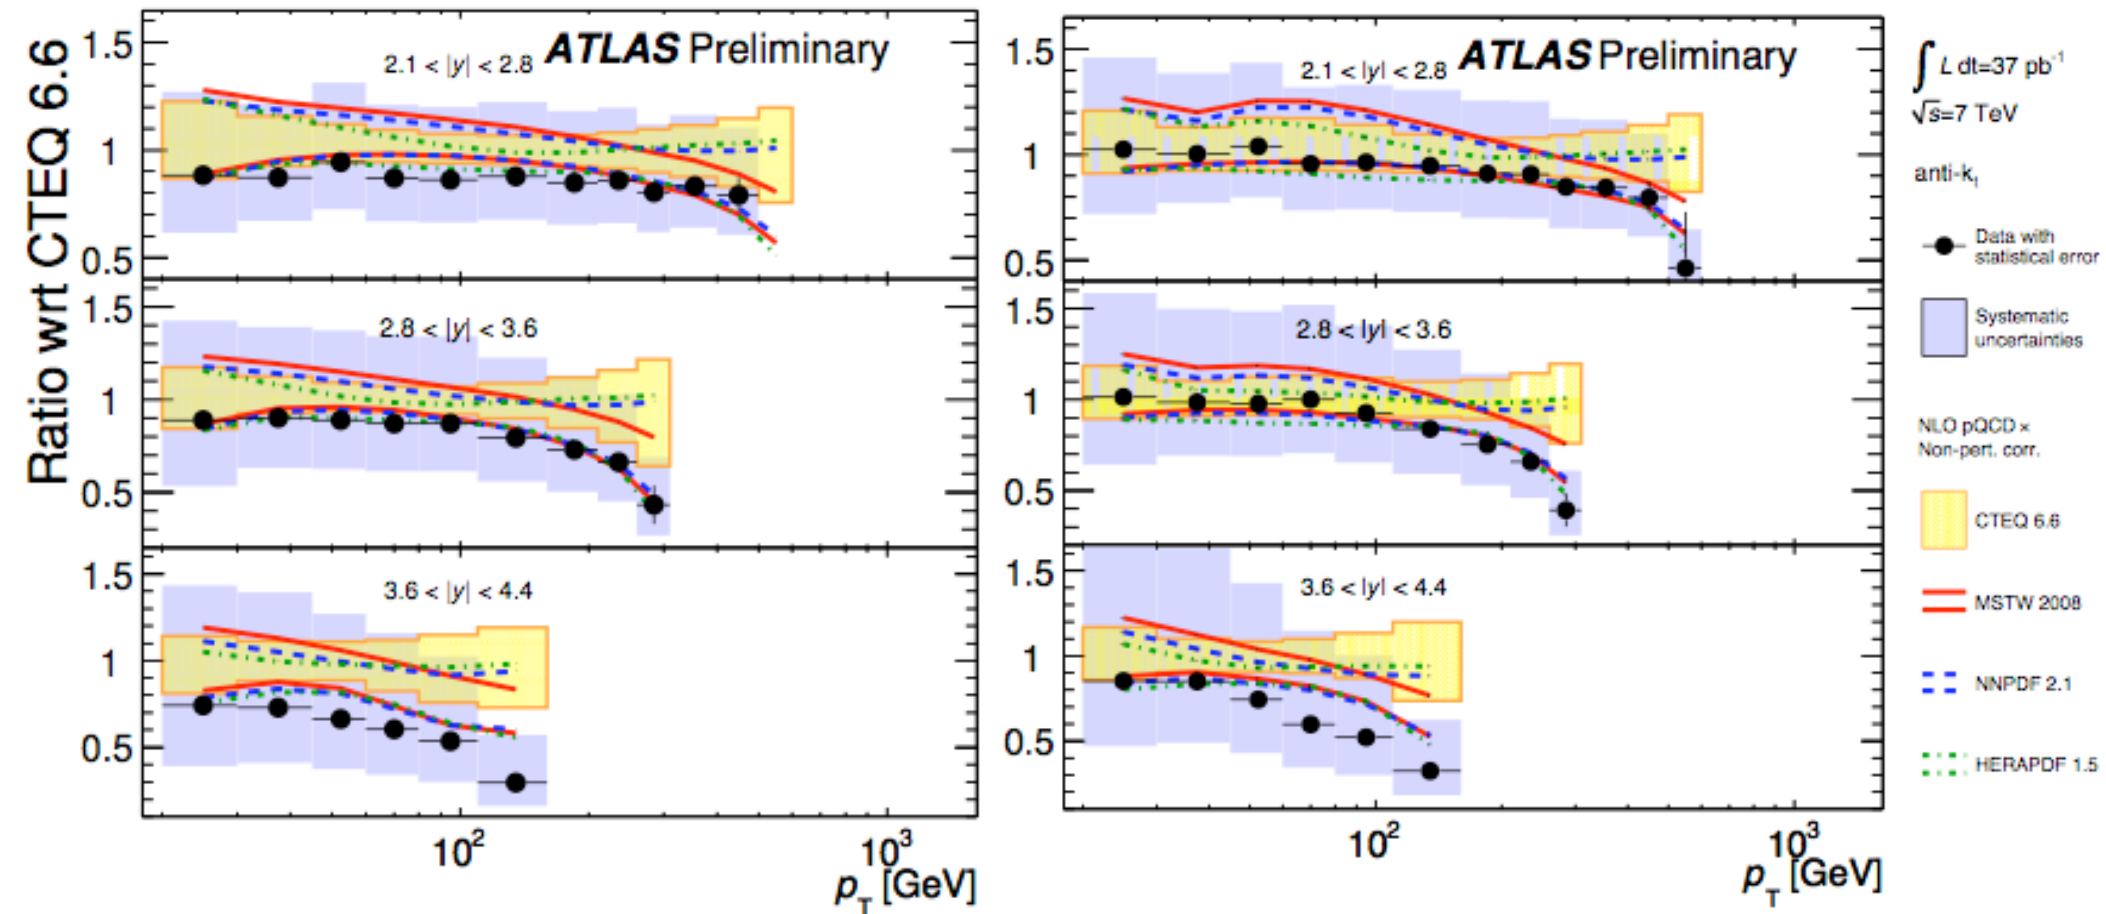 Ratio wrt CTEQ 6.6
1.5
1
0.5
2.1 < |y| < 2.8
ATLAS Preliminary
1.5
1
0.5
2.8 < |y| < 3.6
1.5
1
0.5
3.6 < |y| < 4.4
10²
10³
p_T [GeV]
1.5
1
0.5
2.1 < |y| < 2.8
ATLAS Preliminary
1.5
1
0.5
2.8 < |y| < 3.6
1.5
1
0.5
3.6 < |y| < 4.4
10²
10³
p_T [GeV]
∫ L dt=37 pb⁻¹
√s=7 TeV
anti-k_t
Data with
statistical error
Systematic
uncertainties
NLO pQCD ×
Non-pert. corr.
CTEQ 6.6
MSTW 2008
NNPDF 2.1
HERAPDF 1.5